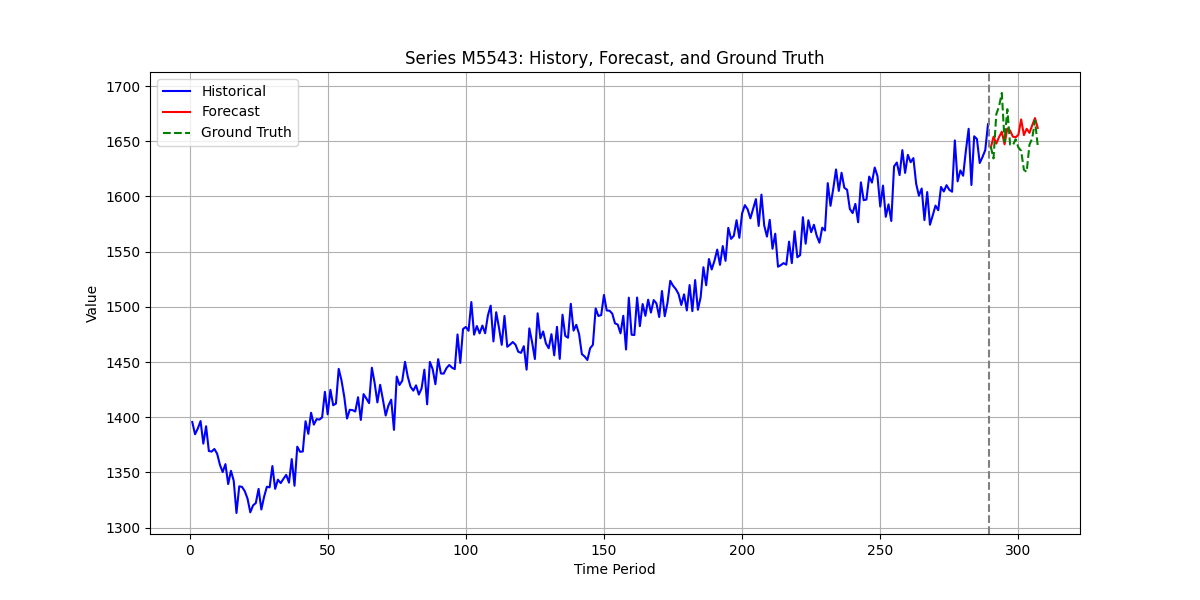 Series M5543: History, Forecast, and Ground Truth
Historical
Forecast
Ground Truth
1700
1650
1600
1550
1500
1450
1400
1350
1300
Value
0 50 100 150 200 250 300
Time Period